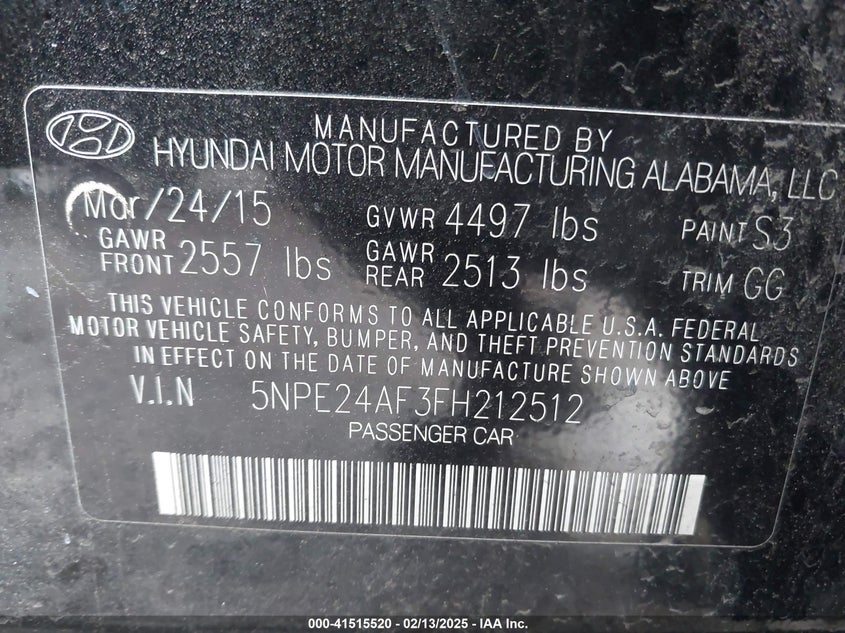 MANUFACTURED BY
HYUNDAI MOTOR MANUFACTURING ALABAMA, LLC
Mar/24/15 GVWR 4497 lbs PAINT S3
GAWR FRONT 2557 lbs GAWR REAR 2513 lbs TRIM GG
THIS VEHICLE CONFORMS TO ALL APPLICABLE U.S.A. FEDERAL
MOTOR VEHICLE SAFETY, BUMPER, AND THEFT PREVENTION STANDARDS
IN EFFECT ON THE DATE OF MANUFACTURE SHOWN ABOVE
V.I.N 5NPE24AF3FH212512
PASSENGER CAR
000-41515520 - 02/13/2025 - IAA Inc.